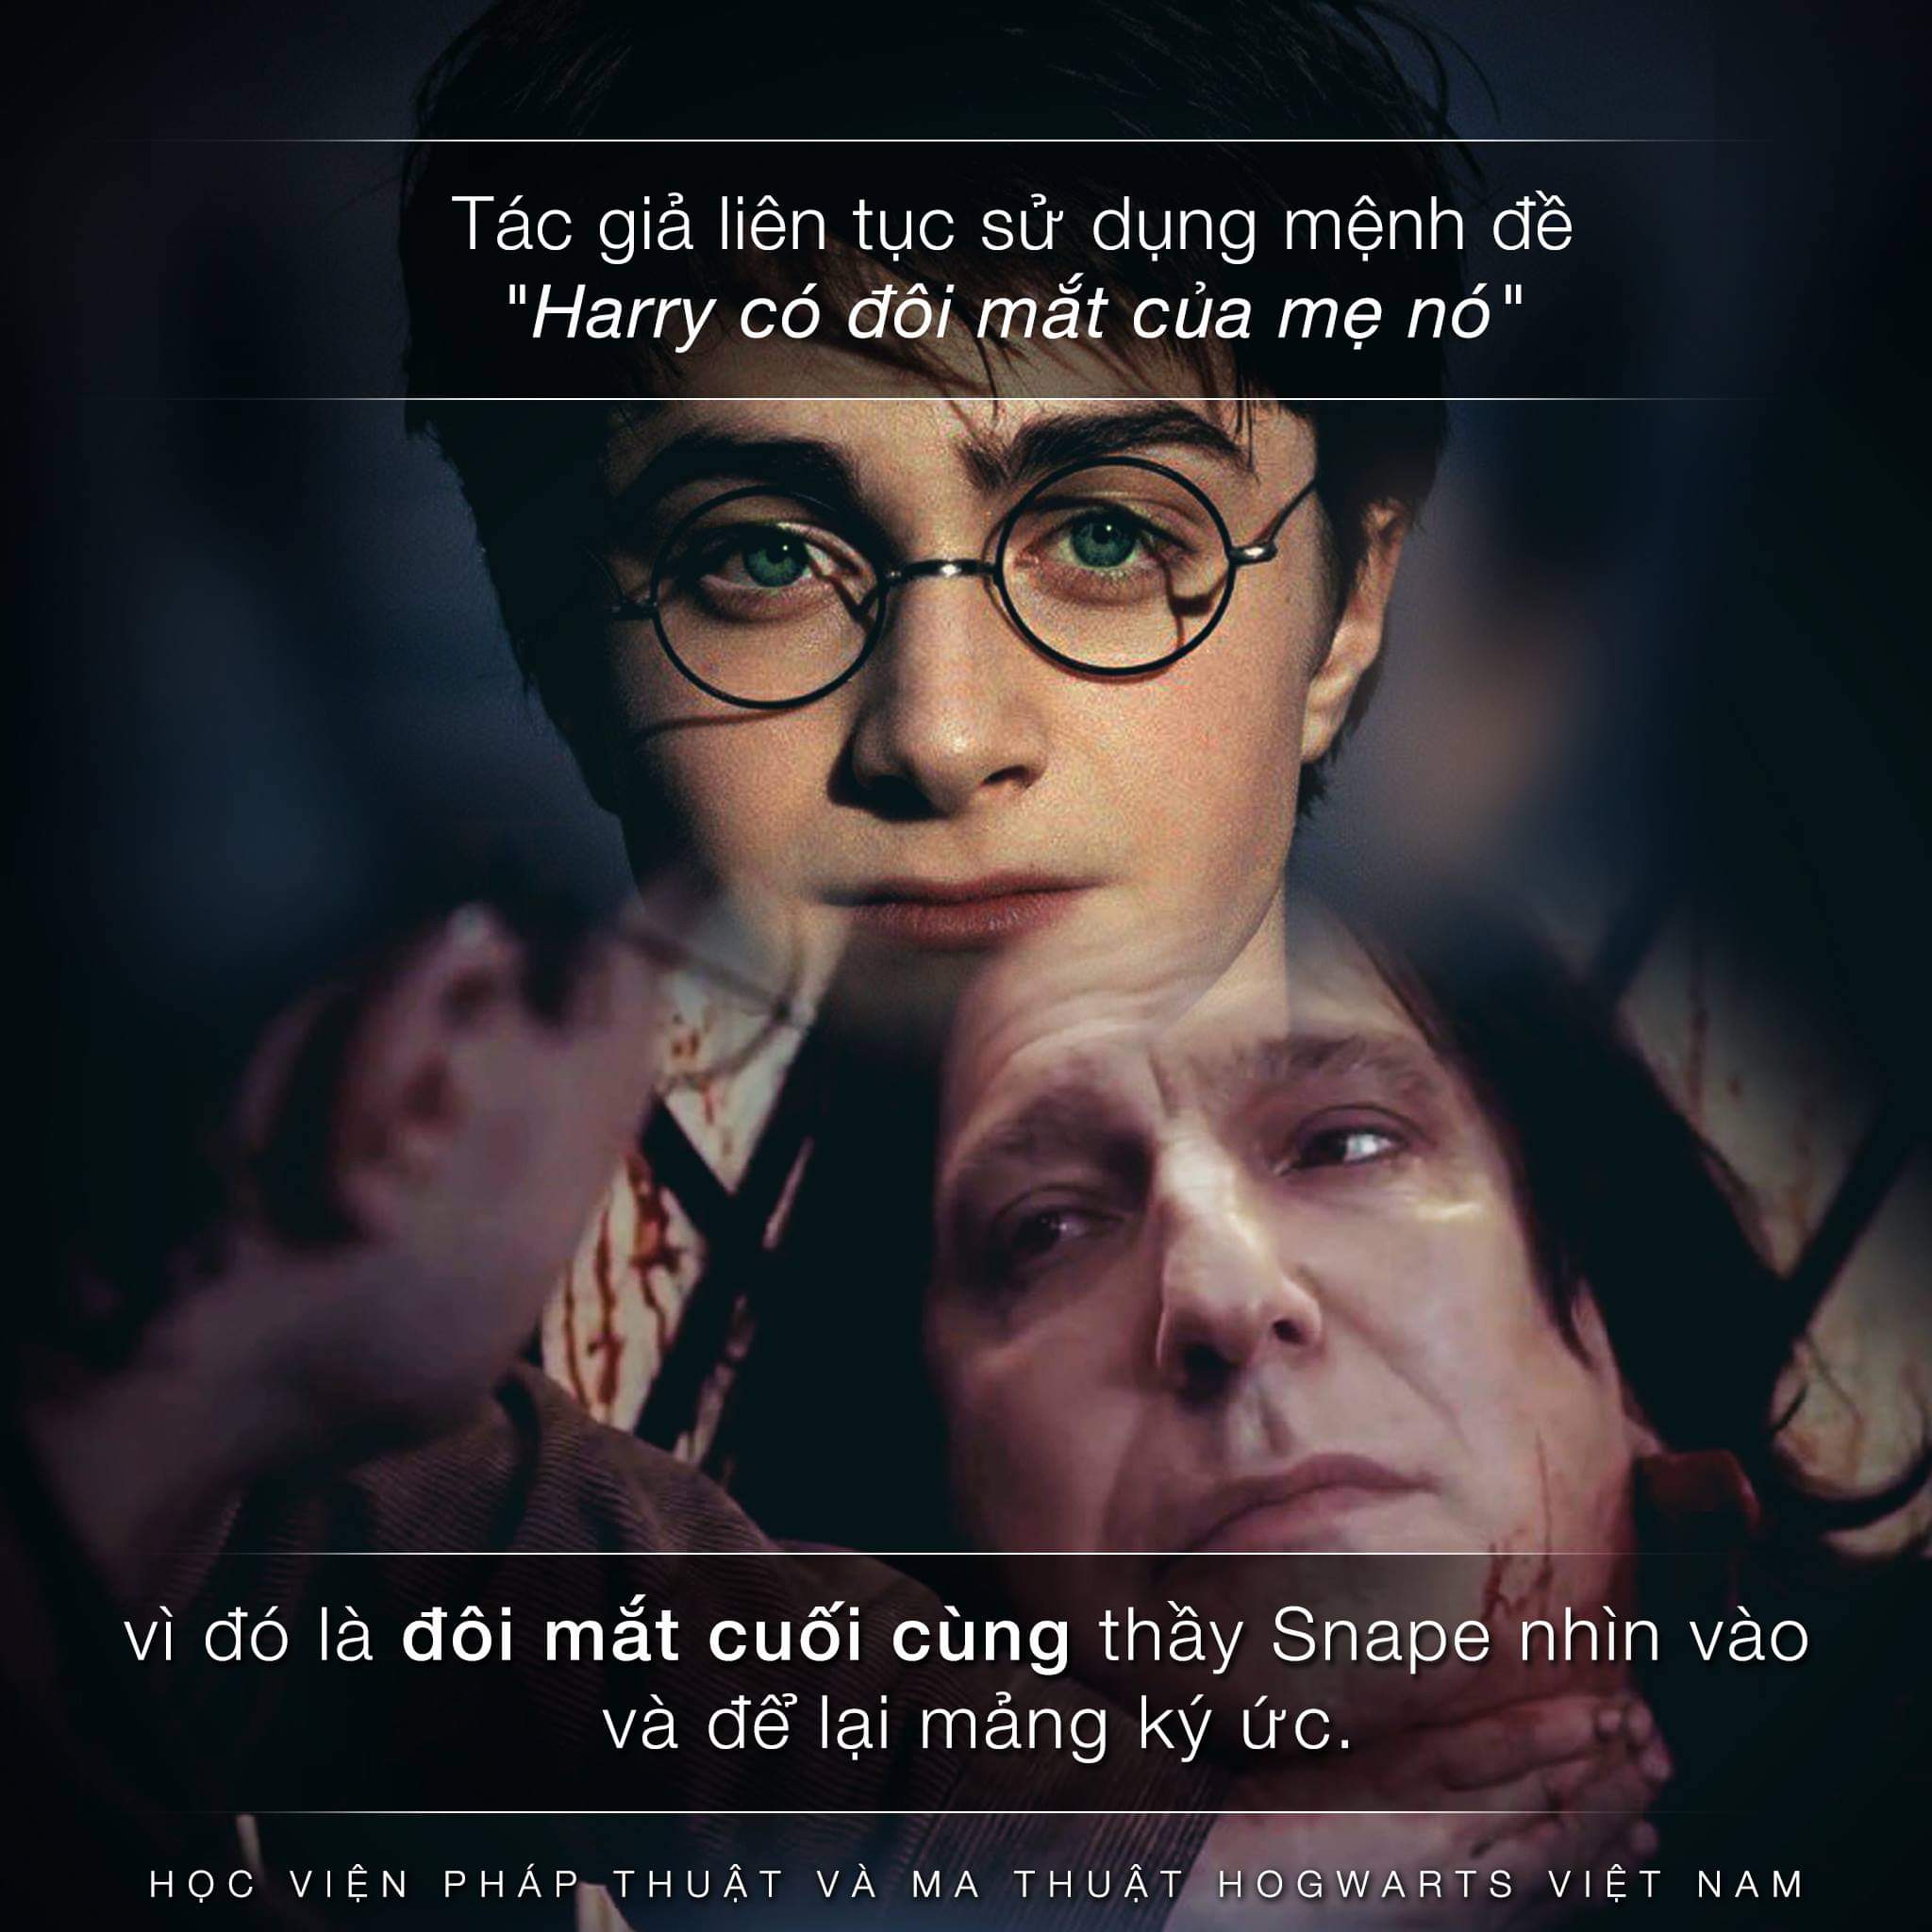 Tác giả liên tục sử dụng mệnh đề
"Harry có đôi mắt của mẹ nó"
vì đó là đôi mắt cuối cùng thầy Snape nhìn vào
và để lại mảng ký ức.
HỌC VIỆN PHÁP THUẬT VÀ MA THUẬT HOGWARTS VIỆT NAM